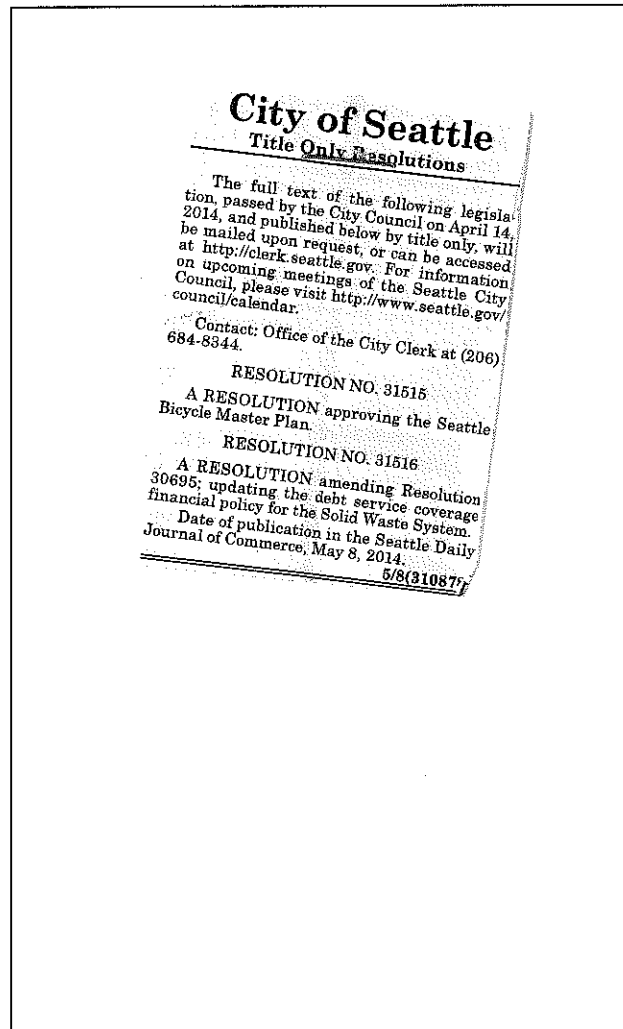 City of Seattle
Title Only Resolutions
The full text of the following legisla-
tion, passed by the City Council on April 14,
2014, and published below by title only, will
be mailed upon request, or can be accessed
at http://clerk.seattle.gov. For information
on upcoming meetings of the Seattle City
Council, please visit http://www.seattle.gov/
council/calendar.
Contact: Office of the City Clerk at (206)
684-8344.
RESOLUTION NO. 31515
A RESOLUTION approving the Seattle
Bicycle Master Plan.
RESOLUTION NO. 31516
A RESOLUTION amending Resolution
30695; updating the debt service coverage
financial policy for the Solid Waste System.
Date of publication in the Seattle Daily
Journal of Commerce, May 8, 2014.